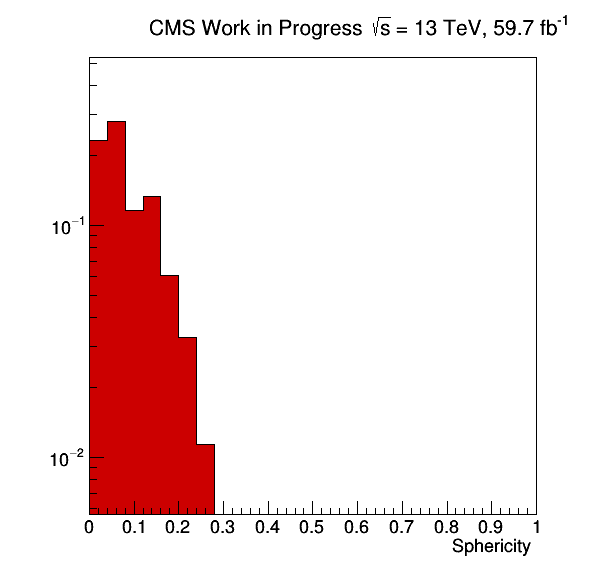 CMS Work in Progress √s = 13 TeV, 59.7 fb⁻¹
10⁻¹
10⁻²
0 0.1 0.2 0.3 0.4 0.5 0.6 0.7 0.8 0.9 1
Sphericity